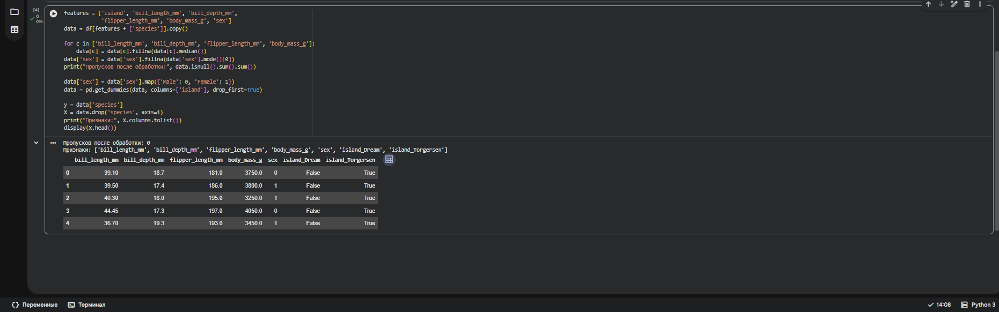 [4]
0
сек.
features = ['island', 'bill_length_mm', 'bill_depth_mm',
'flipper_length_mm', 'body_mass_g', 'sex']
data = df[features + ['species']].copy()
for c in ['bill_length_mm', 'bill_depth_mm', 'flipper_length_mm', 'body_mass_g']:
data[c] = data[c].fillna(data[c].median())
data['sex'] = data['sex'].fillna(data['sex'].mode()[0])
print("Пропусков после обработки:", data.isnull().sum().sum())
data['sex'] = data['sex'].map({'Male': 0, 'Female': 1})
data = pd.get_dummies(data, columns=['island'], drop_first=True)
y = data['species']
X = data.drop('species', axis=1)
print("Признаки:", X.columns.tolist())
display(X.head())
Пропусков после обработки: 0
Признаки: ['bill_length_mm', 'bill_depth_mm', 'flipper_length_mm', 'body_mass_g', 'sex', 'island_Dream', 'island_Torgersen']
bill_length_mm bill_depth_mm flipper_length_mm body_mass_g sex island_Dream island_Torgersen
0 39.10 18.7 181.0 3750.0 0 False True
1 39.50 17.4 186.0 3800.0 1 False True
2 40.30 18.0 195.0 3250.0 1 False True
3 44.45 17.3 197.0 4050.0 0 False True
4 36.70 19.3 193.0 3450.0 1 False True
Переменные Терминал 14:08 Python 3